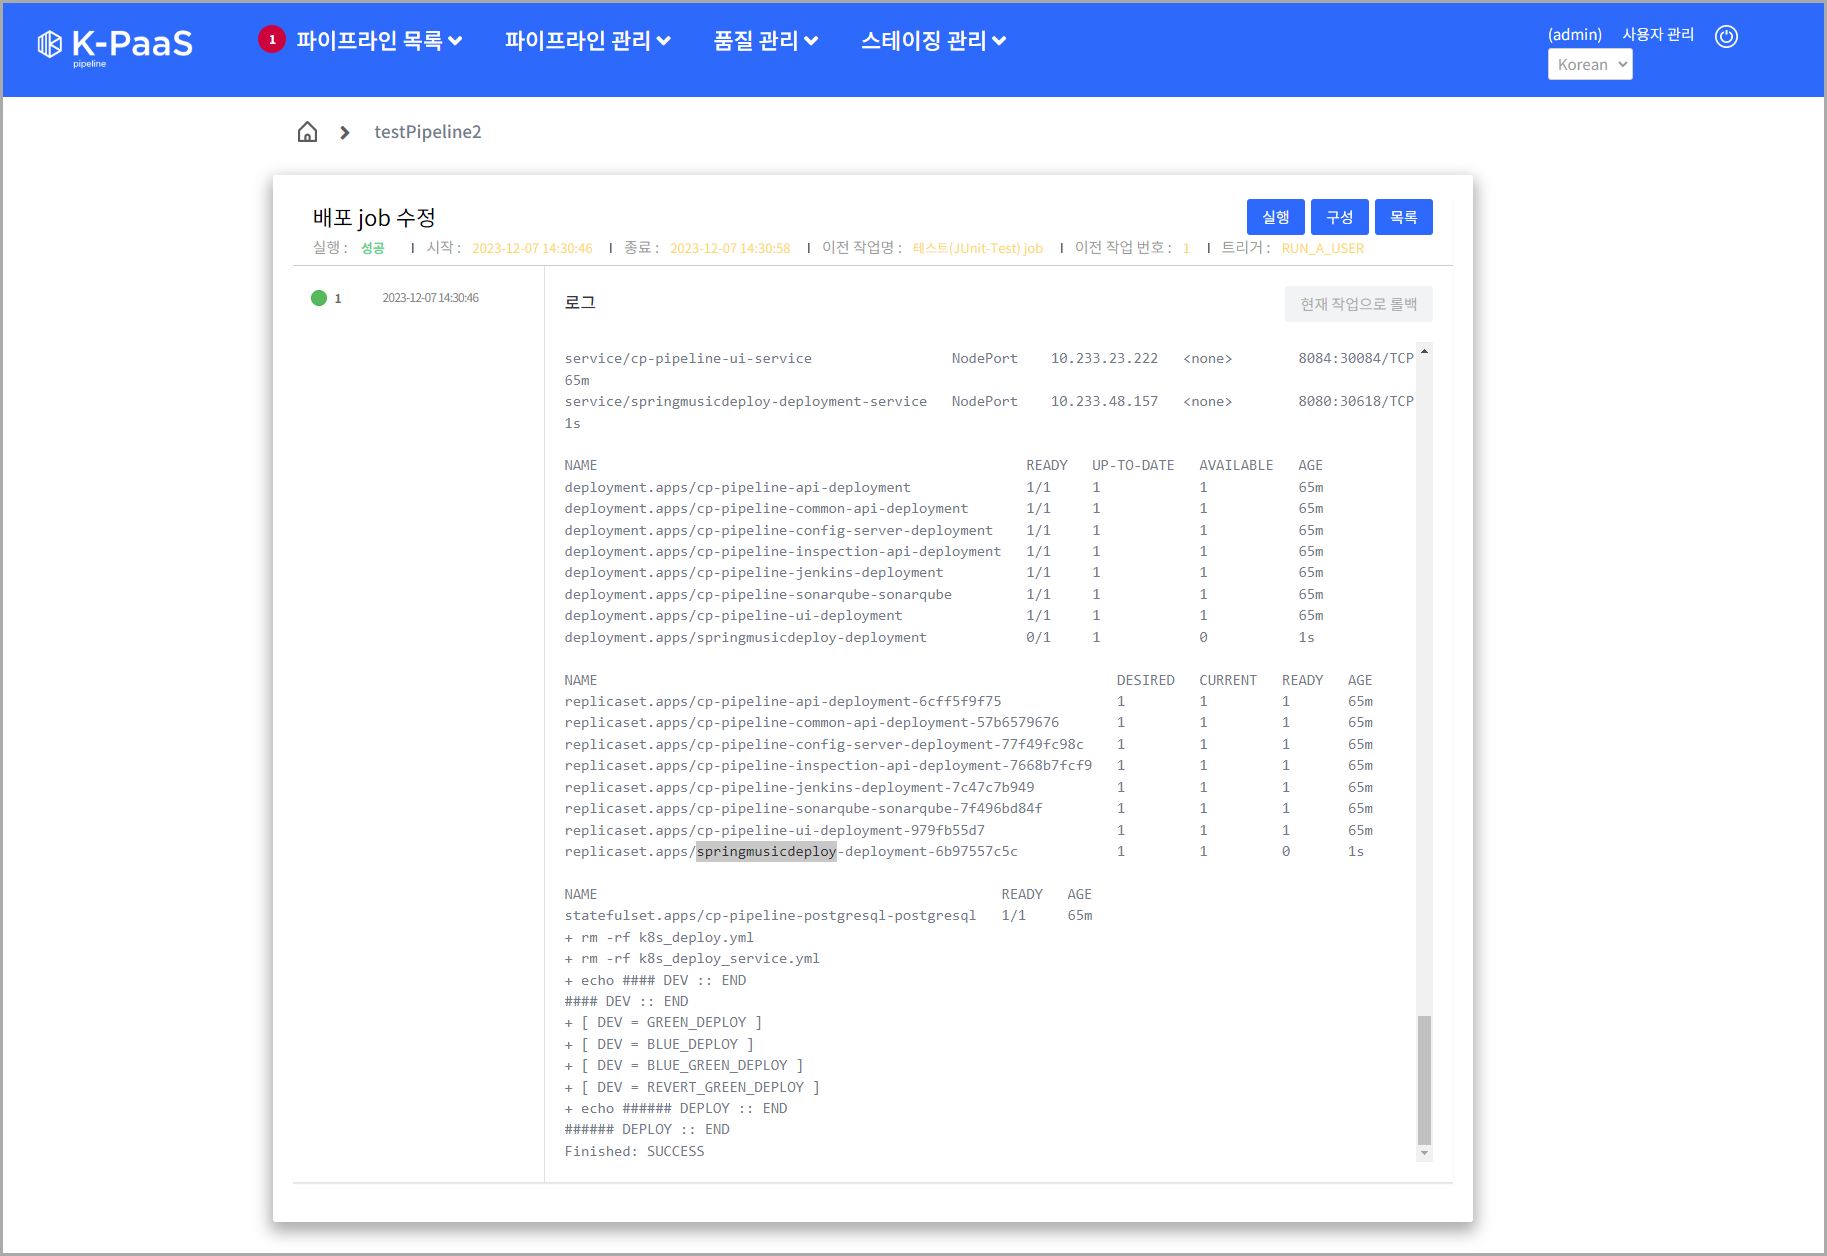 K-PaaS
pipeline
1 파이프라인 목록 파이프라인 관리 품질 관리 스테이징 관리
(admin) 사용자 관리
Korean
testPipeline2
배포 job 수정
실행 구성 목록
실행 : 성공 I 시작 : 2023-12-07 14:30:46 I 종료 : 2023-12-07 14:30:58 I 이전 작업명 : 테스트(JUnit-Test) job I 이전 작업 번호 : 1 I 트리거 : RUN_A_USER
1 2023-12-07 14:30:46
로그
현재 작업으로 롤백
service/cp-pipeline-ui-service NodePort 10.233.23.222 <none> 8084:30084/TCP
65m
service/springmusicdeploy-deployment-service NodePort 10.233.48.157 <none> 8080:30618/TCP
1s
NAME READY UP-TO-DATE AVAILABLE AGE
deployment.apps/cp-pipeline-api-deployment 1/1 1 1 65m
deployment.apps/cp-pipeline-common-api-deployment 1/1 1 1 65m
deployment.apps/cp-pipeline-config-server-deployment 1/1 1 1 65m
deployment.apps/cp-pipeline-inspection-api-deployment 1/1 1 1 65m
deployment.apps/cp-pipeline-jenkins-deployment 1/1 1 1 65m
deployment.apps/cp-pipeline-sonarqube-sonarqube 1/1 1 1 65m
deployment.apps/cp-pipeline-ui-deployment 1/1 1 1 65m
deployment.apps/springmusicdeploy-deployment 0/1 1 0 1s
NAME DESIRED CURRENT READY AGE
replicaset.apps/cp-pipeline-api-deployment-6cff5f9f75 1 1 1 65m
replicaset.apps/cp-pipeline-common-api-deployment-57b6579676 1 1 1 65m
replicaset.apps/cp-pipeline-config-server-deployment-77f49fc98c 1 1 1 65m
replicaset.apps/cp-pipeline-inspection-api-deployment-7668b7fcf9 1 1 1 65m
replicaset.apps/cp-pipeline-jenkins-deployment-7c47c7b949 1 1 1 65m
replicaset.apps/cp-pipeline-sonarqube-sonarqube-7f496bd84f 1 1 1 65m
replicaset.apps/cp-pipeline-ui-deployment-979fb55d7 1 1 1 65m
replicaset.apps/springmusicdeploy-deployment-6b97557c5c 1 1 0 1s
NAME READY AGE
statefulset.apps/cp-pipeline-postgresql-postgresql 1/1 65m
+ rm -rf k8s_deploy.yml
+ rm -rf k8s_deploy_service.yml
+ echo #### DEV :: END
#### DEV :: END
+ [ DEV = GREEN_DEPLOY ]
+ [ DEV = BLUE_DEPLOY ]
+ [ DEV = BLUE_GREEN_DEPLOY ]
+ [ DEV = REVERT_GREEN_DEPLOY ]
+ echo ###### DEPLOY :: END
###### DEPLOY :: END
Finished: SUCCESS